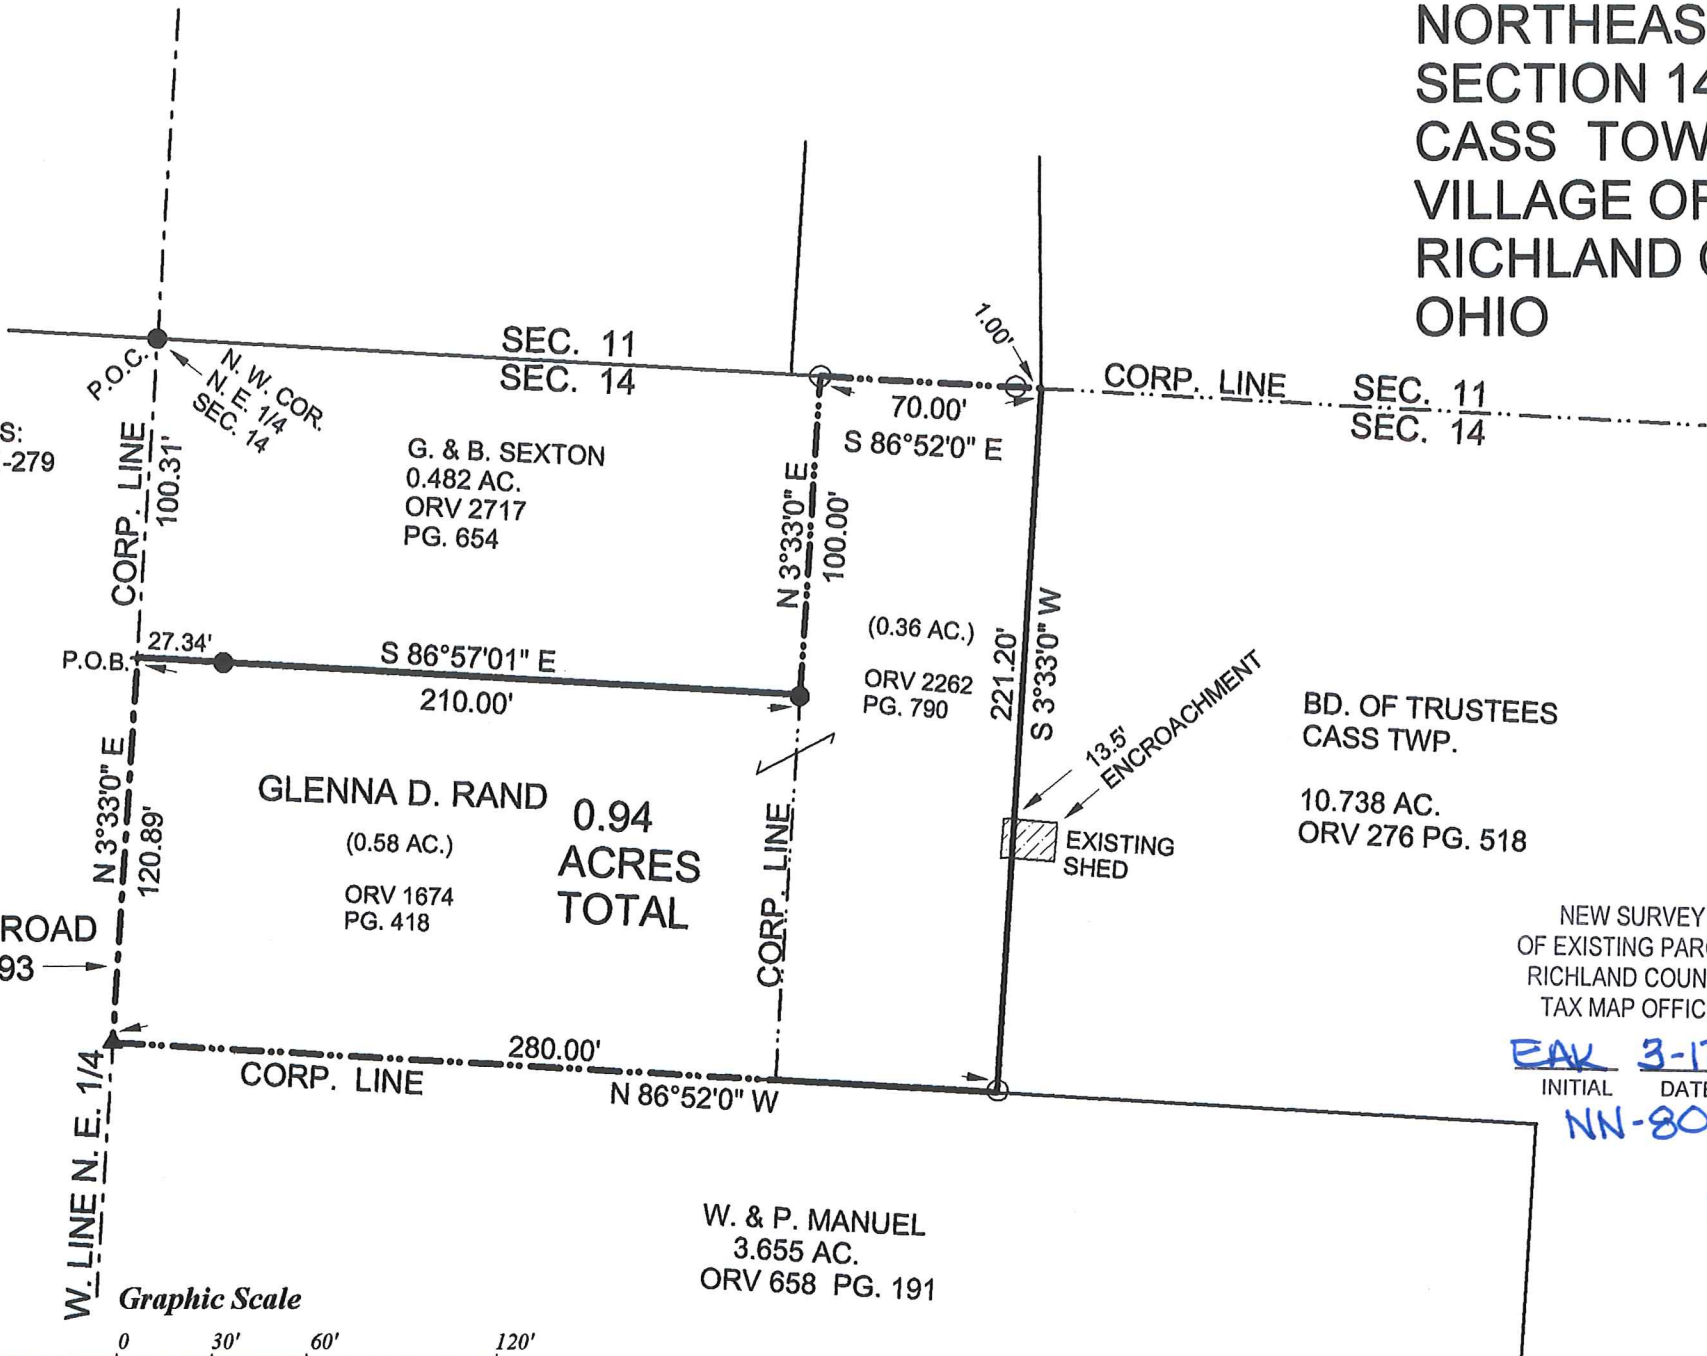 NORTHEAS
SECTION 14
CASS TOW
VILLAGE OF
RICHLAND
OHIO
SEC. 11
SEC. 14
P.O.C.
N. W. COR.
N. E. 1/4
SEC. 14
1.00'
CORP. LINE
SEC. 11
SEC. 14
70.00'
S 86°52'0" E
S:
-279
CORP. LINE
100.31'
G. & B. SEXTON
0.482 AC.
ORV 2717
PG. 654
N 3°33'0" E
100.00'
(0.36 AC.)
ORV 2262
PG. 790
221.20'
S 3°33'0" W
P.O.B.
27.34'
S 86°57'01" E
210.00'
13.5'
ENCROACHMENT
EXISTING
SHED
BD. OF TRUSTEES
CASS TWP.
10.738 AC.
ORV 276 PG. 518
N 3°33'0" E
120.89'
GLENNA D. RAND
(0.58 AC.)
ORV 1674
PG. 418
0.94
ACRES
TOTAL
CORP. LINE
ROAD
93
NEW SURVEY
OF EXISTING PAR
RICHLAND COUN
TAX MAP OFFIC
EAK 3-1
INITIAL DATE
NN-80
280.00'
CORP. LINE
N 86°52'0" W
W. LINE N. E. 1/4
W. & P. MANUEL
3.655 AC.
ORV 658 PG. 191
Graphic Scale
0 30' 60' 120'